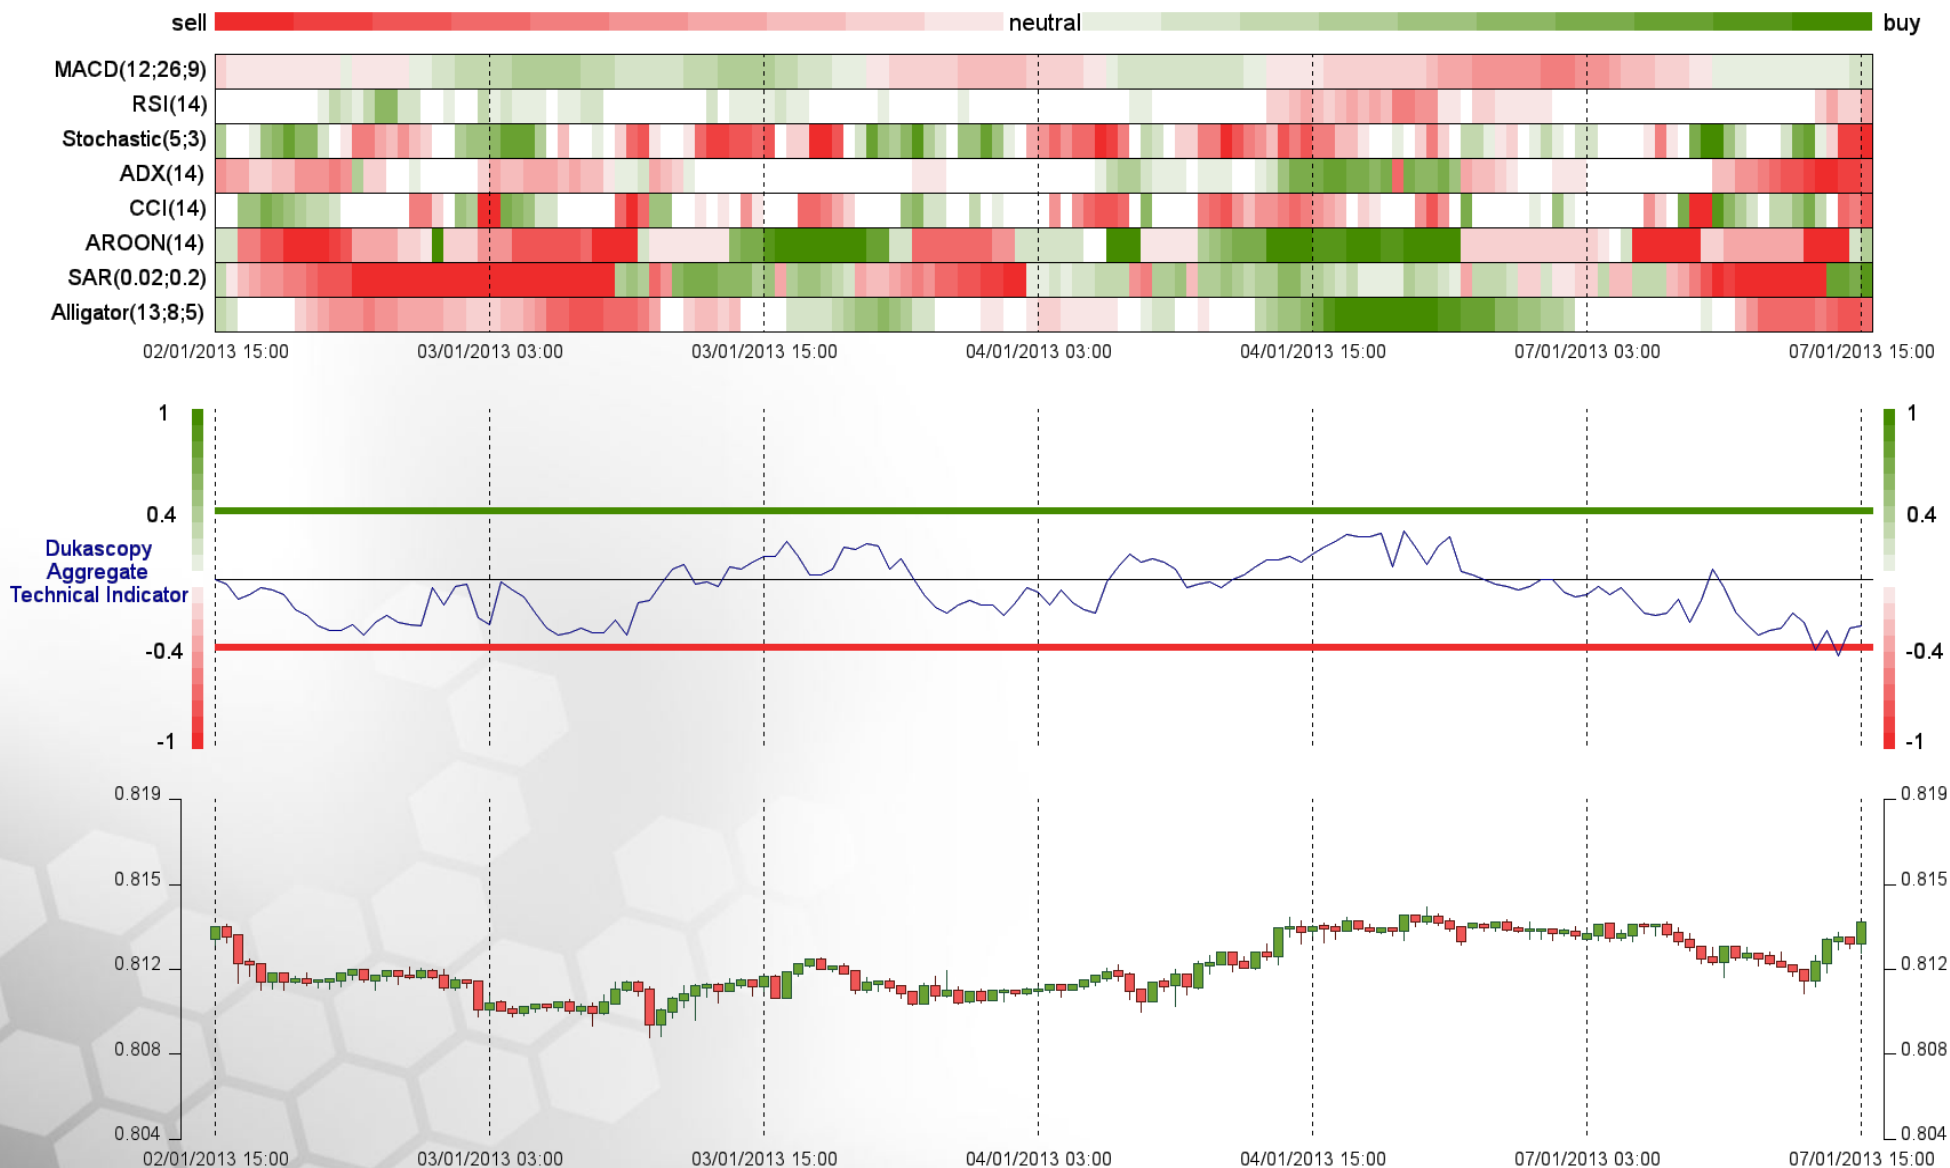 sell neutral buy
MACD(12;26;9)
RSI(14)
Stochastic(5;3)
ADX(14)
CCI(14)
AROON(14)
SAR(0.02;0.2)
Alligator(13;8;5)
02/01/2013 15:00 03/01/2013 03:00 03/01/2013 15:00 04/01/2013 03:00 04/01/2013 15:00 07/01/2013 03:00 07/01/2013 15:00
1 1
0.4 0.4
Dukascopy
Aggregate
Technical Indicator
-0.4 -0.4
-1 -1
0.819 0.819
0.815 0.815
0.812 0.812
0.808 0.808
0.804 0.804
02/01/2013 15:00 03/01/2013 03:00 03/01/2013 15:00 04/01/2013 03:00 04/01/2013 15:00 07/01/2013 03:00 07/01/2013 15:00